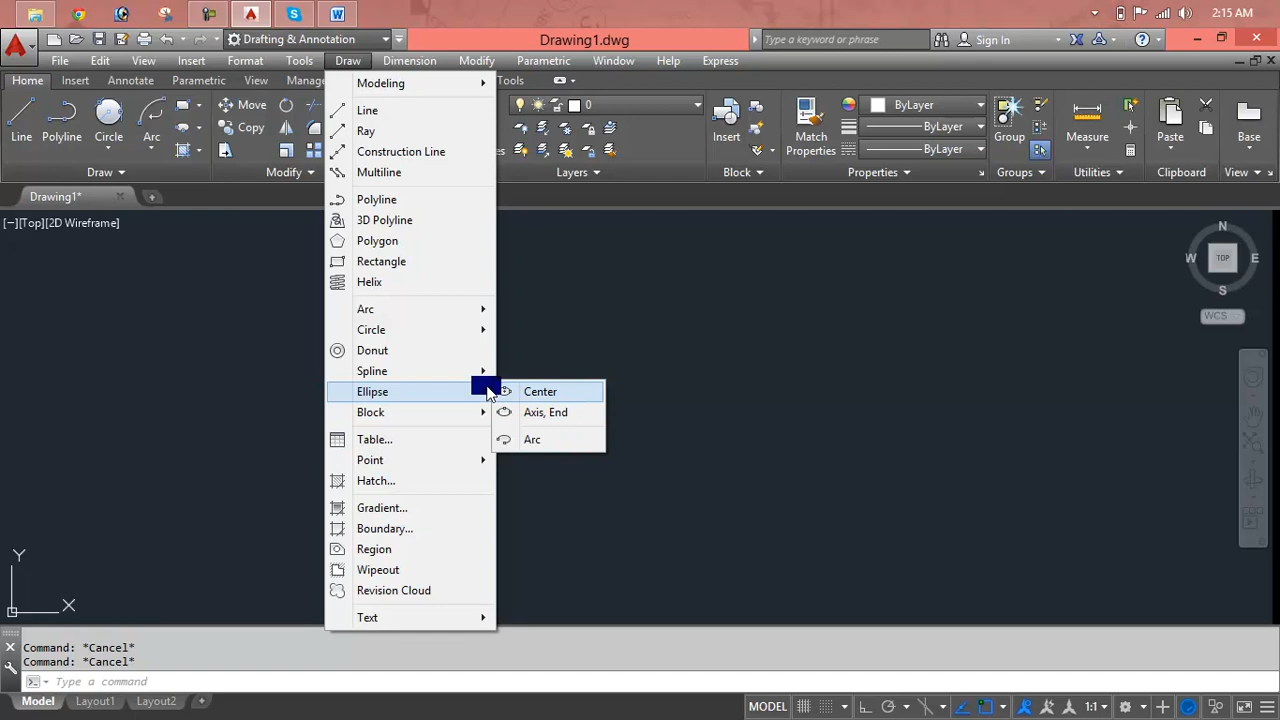 2:15 AM
Drafting & Annotation
Drawing1.dwg
Type a keyword or phrase
Sign In
File Edit View Insert Format Tools Draw Dimension Modify Parametric Window Help Express
Home Insert Annotate Parametric View Manage Tools
Line
Polyline
Circle
Arc
Move
Copy
0
Insert
Match
Properties
ByLayer
ByLayer
ByLayer
Group
Measure
Paste
Base
Draw
Modify
Layers
Block
Properties
Groups
Utilities
Clipboard
View
Drawing1*
[−][Top][2D Wireframe]
Modeling
Line
Ray
Construction Line
Multiline
Polyline
3D Polyline
Polygon
Rectangle
Helix
Arc
Circle
Donut
Spline
Ellipse
Block
Table...
Point
Hatch...
Gradient...
Boundary...
Region
Wipeout
Revision Cloud
Text
Center
Axis, End
Arc
N
W TOP E
S
WCS
Y
X
Command: *Cancel*
Command: *Cancel*
Type a command
Model Layout1 Layout2
MODEL
1:1